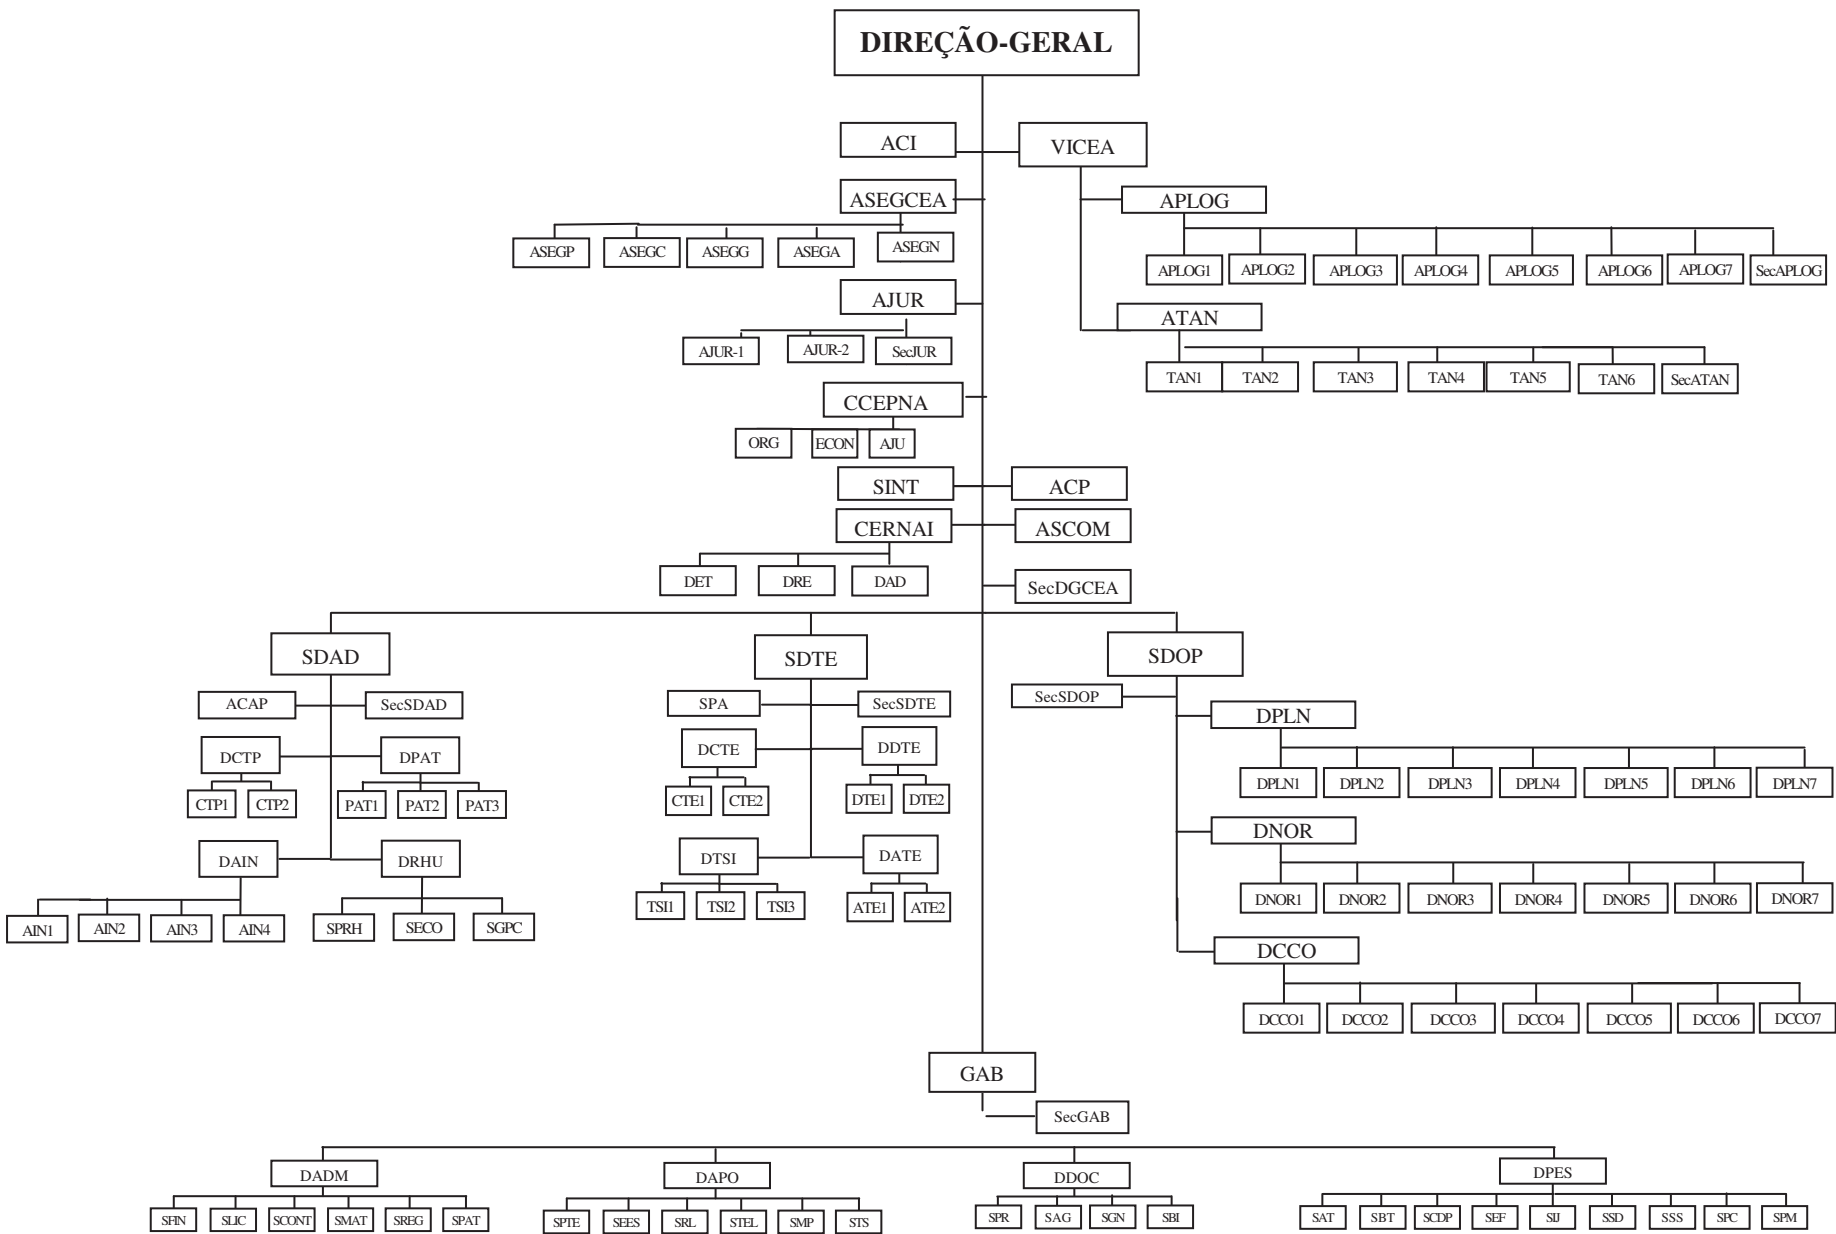 DIREÇÃO-GERAL
ACI
VICEA
ASEGCEA
APLOG
ASEGP ASEGC ASEGG ASEGA ASEGN
APLOG1 APLOG2 APLOG3 APLOG4 APLOG5 APLOG6 APLOG7 SecAPLOG
AJUR
ATAN
AJUR-1 AJUR-2 SecJUR
TAN1 TAN2 TAN3 TAN4 TAN5 TAN6 SecATAN
CCEPNA
ORG ECON AJU
SINT
ACP
CERNAI
ASCOM
DET DRE DAD
SecDGCEA
SDAD
SDTE
SDOP
ACAP SecSDAD
SPA SecSDTE
SecSDOP
DPLN
DCTP DPAT
DCTE DDTE
DPLN1 DPLN2 DPLN3 DPLN4 DPLN5 DPLN6 DPLN7
CTP1 CTP2 PAT1 PAT2 PAT3
CTE1 CTE2 DTE1 DTE2
DNOR
DAIN DRHU
DTSI DATE
DNOR1 DNOR2 DNOR3 DNOR4 DNOR5 DNOR6 DNOR7
AIN1 AIN2 AIN3 AIN4 SPRH SECO SGPC
TSI1 TSI2 TSI3 ATE1 ATE2
DCCO
DCCO1 DCCO2 DCCO3 DCCO4 DCCO5 DCCO6 DCCO7
GAB
SecGAB
DADM
DAPO
DDOC
DPES
SFIN SLIC SCONT SMAT SREG SPAT
SPTE SEES SRL STEL SMP STS
SPR SAG SGN SBI
SAT SBT SCDP SEF SIJ SSD SSS SPC SPM